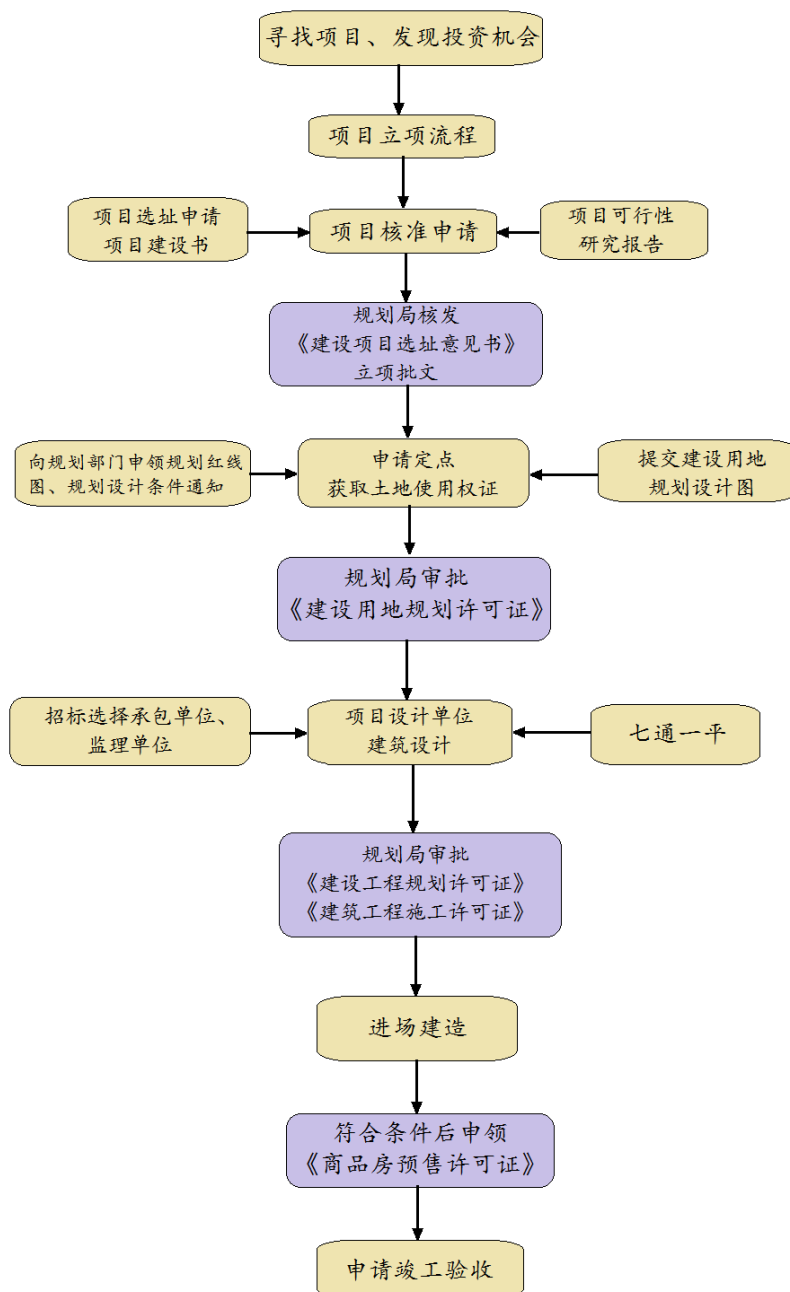 寻找项目、发现投资机会
项目立项流程
项目选址申请
项目建设书
项目核准申请
项目可行性
研究报告
规划局核发
《建设项目选址意见书》
立项批文
向规划部门申领规划红线
图、规划设计条件通知
申请定点
获取土地使用权证
提交建设用地
规划设计图
规划局审批
《建设用地规划许可证》
招标选择承包单位、
监理单位
项目设计单位
建筑设计
七通一平
规划局审批
《建设工程规划许可证》
《建筑工程施工许可证》
进场建造
符合条件后申领
《商品房预售许可证》
申请竣工验收